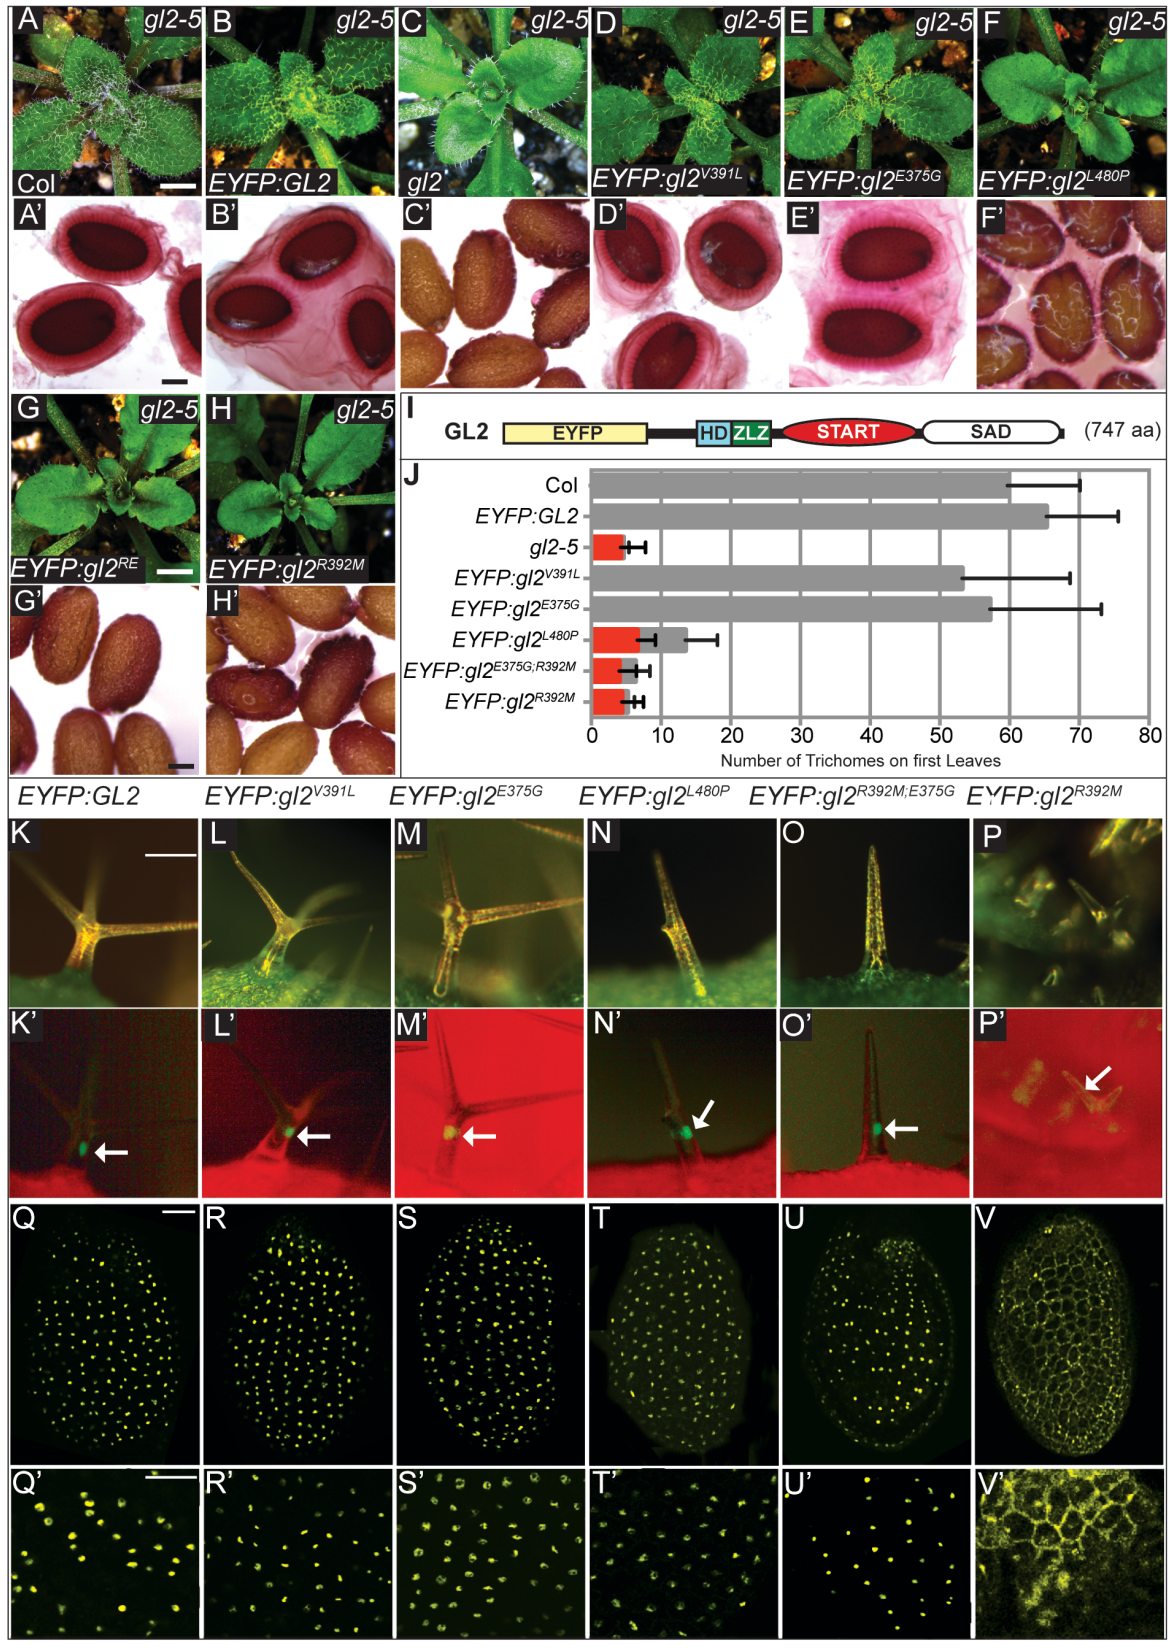 A gl2-5 B gl2-5 C gl2-5 D gl2-5 E gl2-5 F gl2-5
Col EYFP:GL2 gl2 EYFP:gl2V391L EYFP:gl2E375G EYFP:gl2L480P
A' B' C' D' E' F'
G gl2-5 H gl2-5
EYFP:gl2RE EYFP:gl2R392M
G' H'
I
GL2 EYFP HD ZLZ START SAD (747 aa)
J
Col
EYFP:GL2
gl2-5
EYFP:gl2V391L
EYFP:gl2E375G
EYFP:gl2L480P
EYFP:gl2E375G;R392M
EYFP:gl2R392M
0 10 20 30 40 50 60 70 80
Number of Trichomes on first Leaves
EYFP:GL2 EYFP:gl2V391L EYFP:gl2E375G EYFP:gl2L480P EYFP:gl2R392M;E375G EYFP:gl2R392M
K L M N O P
K' L' M' N' O' P'
Q R S T U V
Q' R' S' T' U' V'